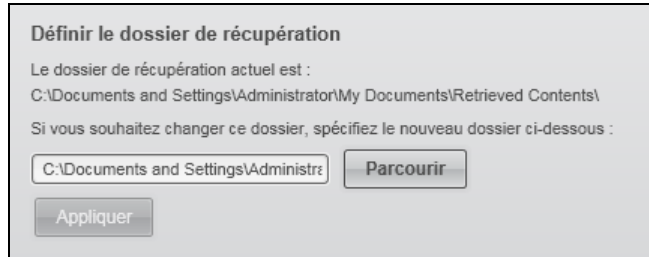 Définir le dossier de récupération
Le dossier de récupération actuel est :
C:\Documents and Settings\Administrator\My Documents\Retrieved Contents\
Si vous souhaitez changer ce dossier, spécifiez le nouveau dossier ci-dessous :
C:\Documents and Settings\Administra Parcourir
Appliquer